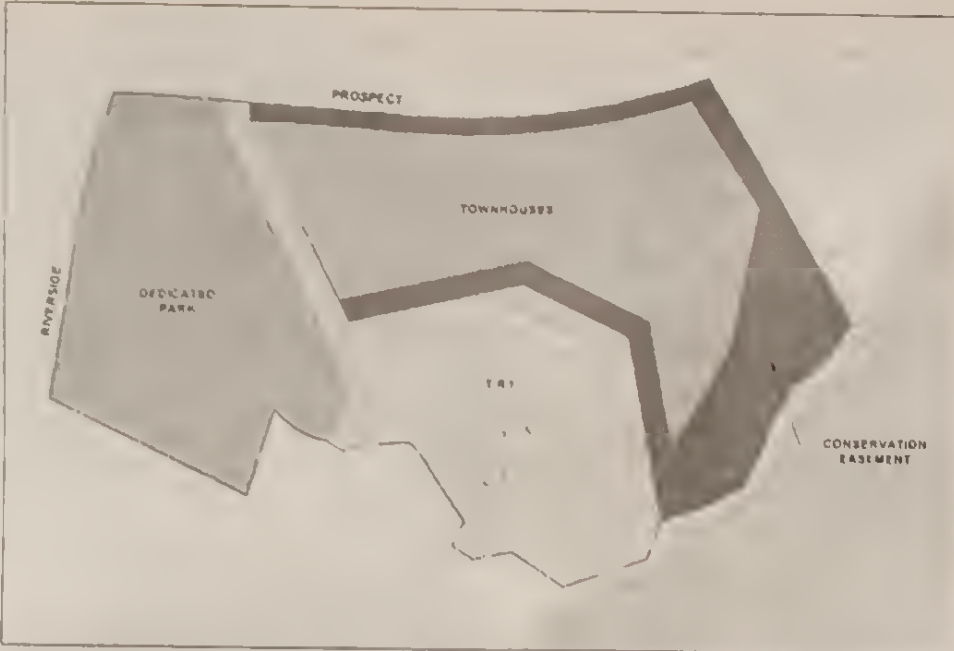 PROSPECT
TOWNHOUSES
RIVERSIDE
DEDICATED
PARK
CONSERVATION
EASEMENT